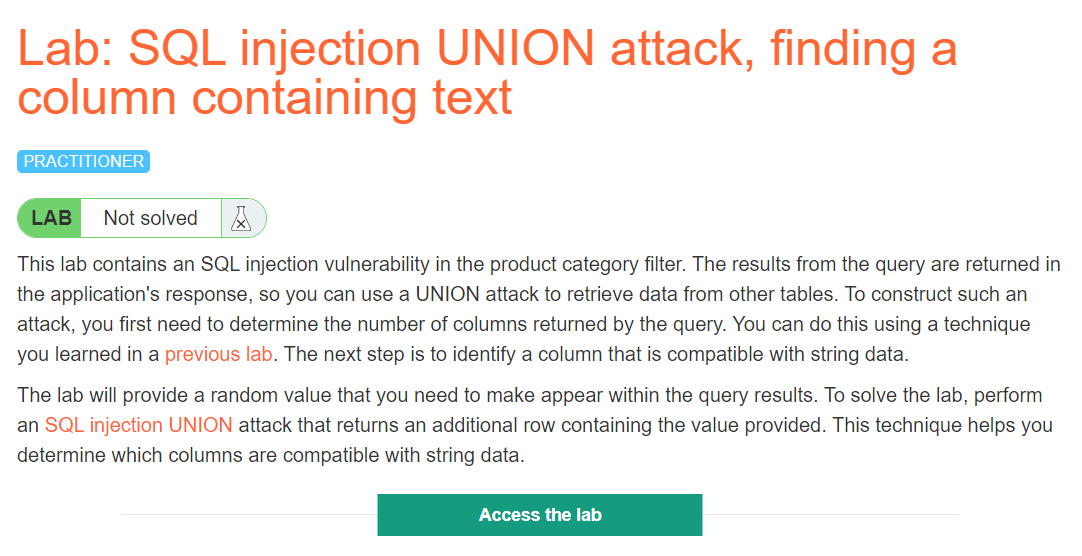 Lab: SQL injection UNION attack, finding a
column containing text
PRACTITIONER
LAB Not solved
This lab contains an SQL injection vulnerability in the product category filter. The results from the query are returned in
the application's response, so you can use a UNION attack to retrieve data from other tables. To construct such an
attack, you first need to determine the number of columns returned by the query. You can do this using a technique
you learned in a previous lab. The next step is to identify a column that is compatible with string data.
The lab will provide a random value that you need to make appear within the query results. To solve the lab, perform
an SQL injection UNION attack that returns an additional row containing the value provided. This technique helps you
determine which columns are compatible with string data.
Access the lab